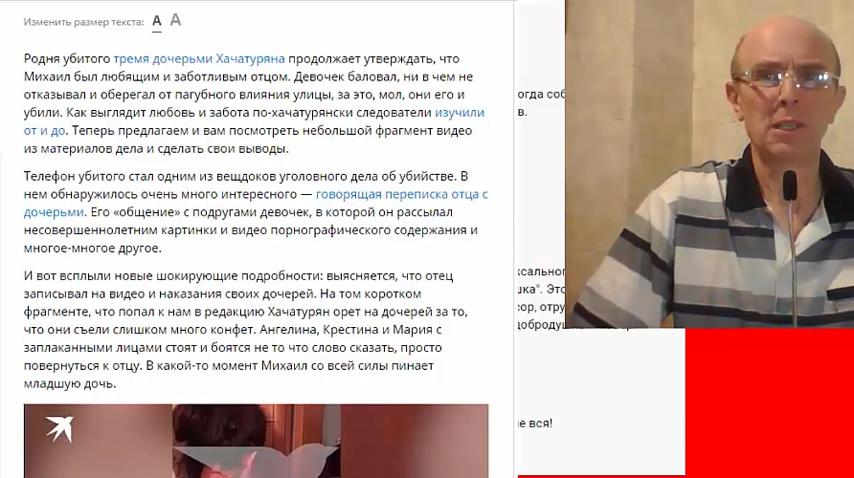 Изменить размер текста: A A
Родня убитого тремя дочерьми Хачатуряна продолжает утверждать, что
Михаил был любящим и заботливым отцом. Девочек баловал, ни в чем не
отказывал и оберегал от пагубного влияния улицы, за это, мол, они его и
убили. Как выглядит любовь и забота по-хачатурянски следователи изучили
от и до. Теперь предлагаем и вам посмотреть небольшой фрагмент видео
из материалов дела и сделать свои выводы.
Телефон убитого стал одним из вещдоков уголовного дела об убийстве. В
нем обнаружилось очень много интересного — говорящая переписка отца с
дочерьми. Его «общение» с подругами девочек, в которой он рассылал
несовершеннолетним картинки и видео порнографического содержания и
многое-многое другое.
И вот всплыли новые шокирующие подробности: выясняется, что отец
записывал на видео и наказания своих дочерей. На том коротком
фрагменте, что попал к нам в редакцию Хачатурян орет на дочерей за то,
что они съели слишком много конфет. Ангелина, Крестина и Мария с
заплаканными лицами стоят и боятся не то что слово сказать, просто
повернуться к отцу. В какой-то момент Михаил со всей силы пинает
младшую дочь.
огда соб
в.
ксального
шка". Это
сор, отру
добродуш
е вся!